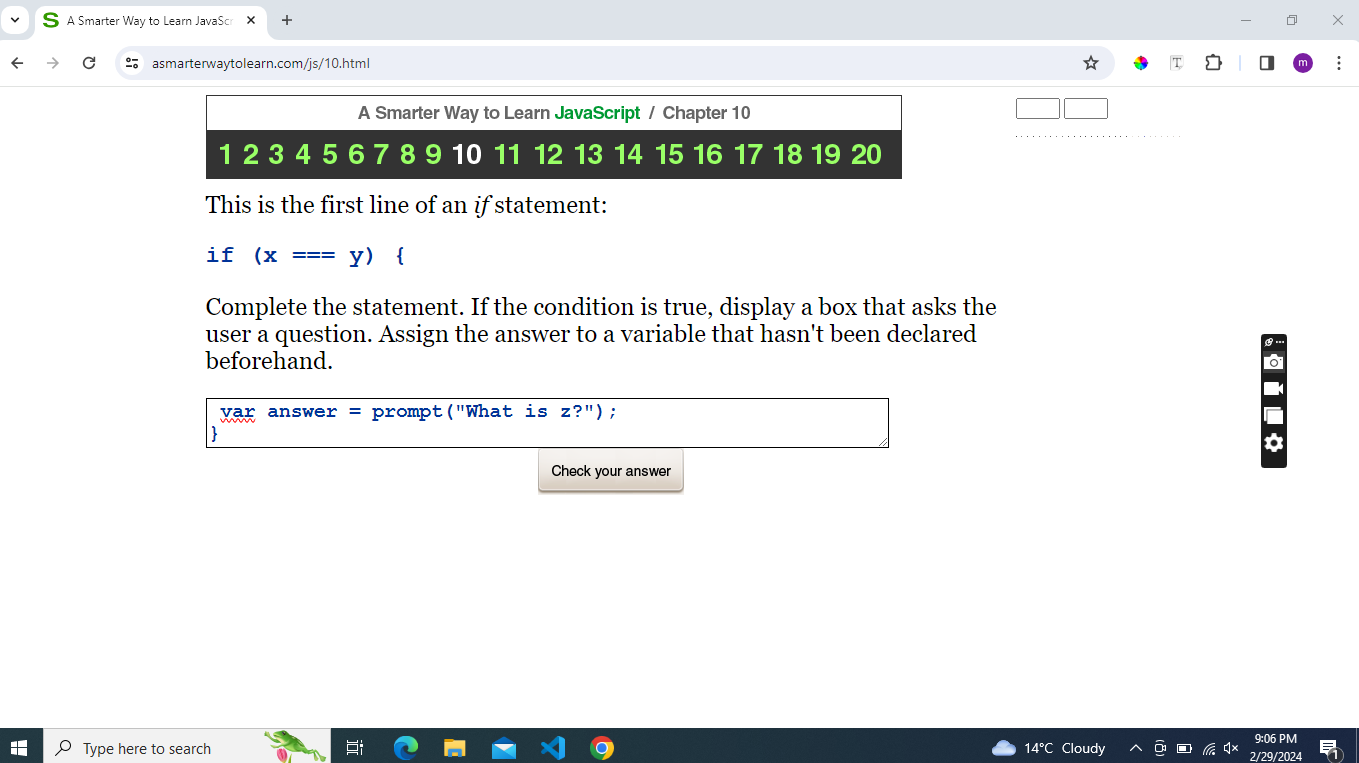 A Smarter Way to Learn JavaScr
asmarterwaytolearn.com/js/10.html
m
A Smarter Way to Learn JavaScript / Chapter 10
1 2 3 4 5 6 7 8 9 10 11 12 13 14 15 16 17 18 19 20
This is the first line of an if statement:
if (x === y) {
Complete the statement. If the condition is true, display a box that asks the
user a question. Assign the answer to a variable that hasn't been declared
beforehand.
var answer = prompt("What is z?");
}
Check your answer
Type here to search
14°C Cloudy
9:06 PM
2/29/2024
1